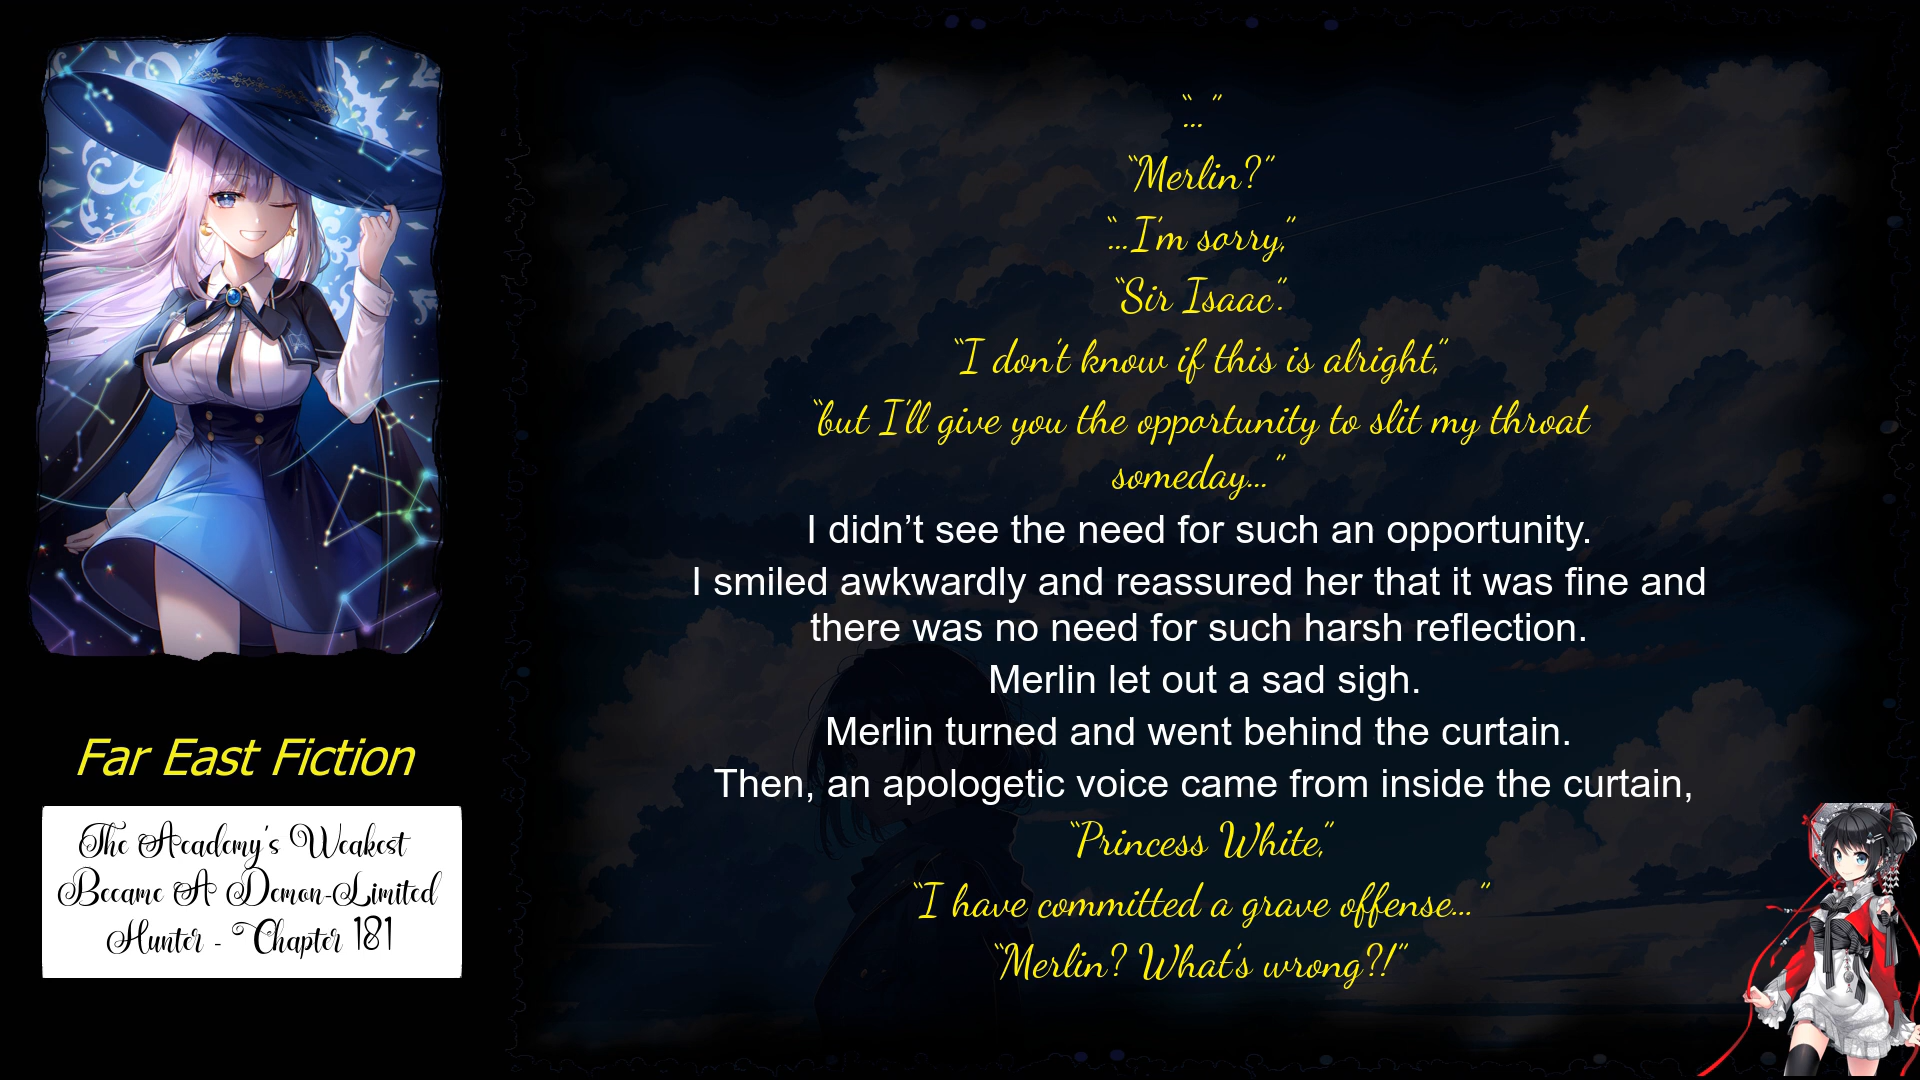 Far East Fiction
The Academy's Weakest
Became A Demon-Limited
Hunter - Chapter 181
“... ”
“Merlin?”
“...I'm sorry,”
“Sir Isaac”.
“I don't know if this is alright,”
“but I'll give you the opportunity to slit my throat
someday...”
I didn’t see the need for such an opportunity.
I smiled awkwardly and reassured her that it was fine and
there was no need for such harsh reflection.
Merlin let out a sad sigh.
Merlin turned and went behind the curtain.
Then, an apologetic voice came from inside the curtain,
“Princess White,”
“I have committed a grave offense...”
“Merlin? What's wrong?!”